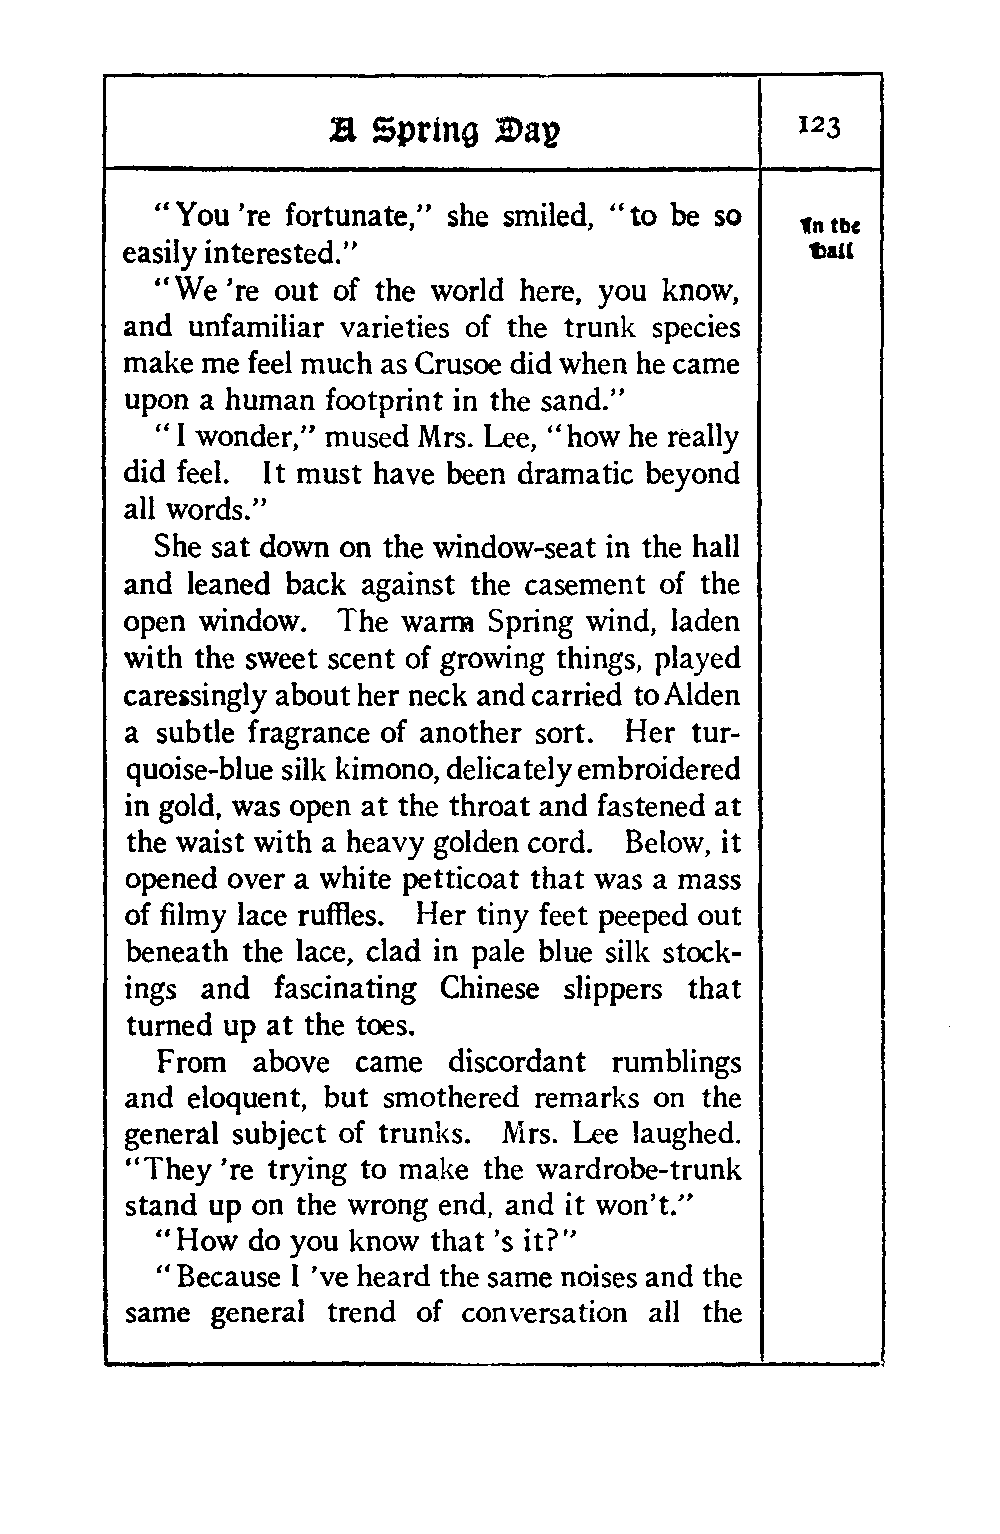 A Spring Day
123
In the
Hall
"You 're fortunate," she smiled, "to be so
easily interested."
"We 're out of the world here, you know,
and unfamiliar varieties of the trunk species
make me feel much as Crusoe did when he came
upon a human footprint in the sand."
"I wonder," mused Mrs. Lee, "how he really
did feel. It must have been dramatic beyond
all words."
She sat down on the window-seat in the hall
and leaned back against the casement of the
open window. The warm Spring wind, laden
with the sweet scent of growing things, played
caressingly about her neck and carried to Alden
a subtle fragrance of another sort. Her tur-
quoise-blue silk kimono, delicately embroidered
in gold, was open at the throat and fastened at
the waist with a heavy golden cord. Below, it
opened over a white petticoat that was a mass
of filmy lace ruffles. Her tiny feet peeped out
beneath the lace, clad in pale blue silk stock-
ings and fascinating Chinese slippers that
turned up at the toes.
From above came discordant rumblings
and eloquent, but smothered remarks on the
general subject of trunks. Mrs. Lee laughed.
"They 're trying to make the wardrobe-trunk
stand up on the wrong end, and it won't."
"How do you know that 's it?"
"Because I 've heard the same noises and the
same general trend of conversation all the